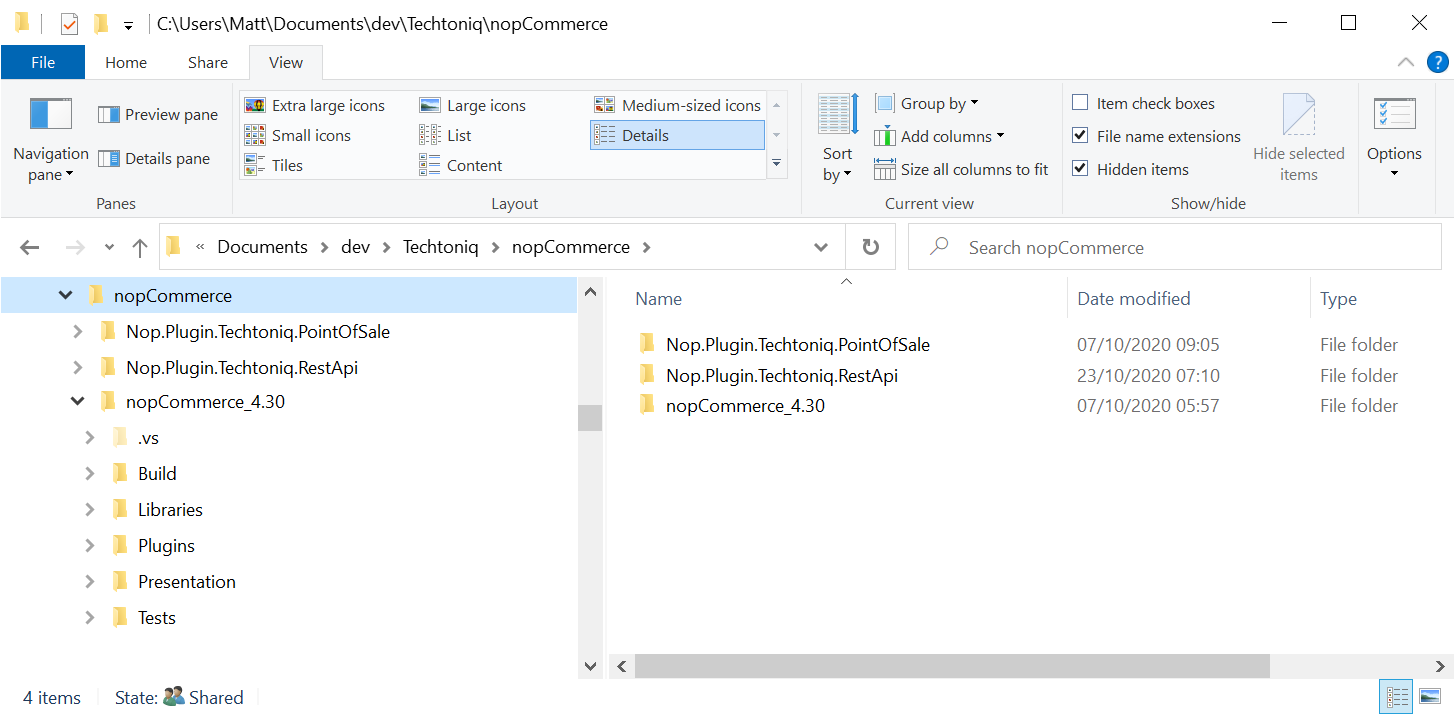 C:\Users\Matt\Documents\dev\Techtoniq\nopCommerce
File Home Share View
?
Navigation pane
Preview pane
Details pane
Panes
Extra large icons Large icons Medium-sized icons
Small icons List Details
Tiles Content
Layout
Sort by
Group by
Add columns
Size all columns to fit
Current view
Item check boxes
File name extensions
Hidden items
Hide selected items
Show/hide
Options
« Documents > dev > Techtoniq > nopCommerce >
Search nopCommerce
nopCommerce
Nop.Plugin.Techtoniq.PointOfSale
Nop.Plugin.Techtoniq.RestApi
nopCommerce_4.30
.vs
Build
Libraries
Plugins
Presentation
Tests
Name Date modified Type
Nop.Plugin.Techtoniq.PointOfSale 07/10/2020 09:05 File folder
Nop.Plugin.Techtoniq.RestApi 23/10/2020 07:10 File folder
nopCommerce_4.30 07/10/2020 05:57 File folder
4 items State: Shared